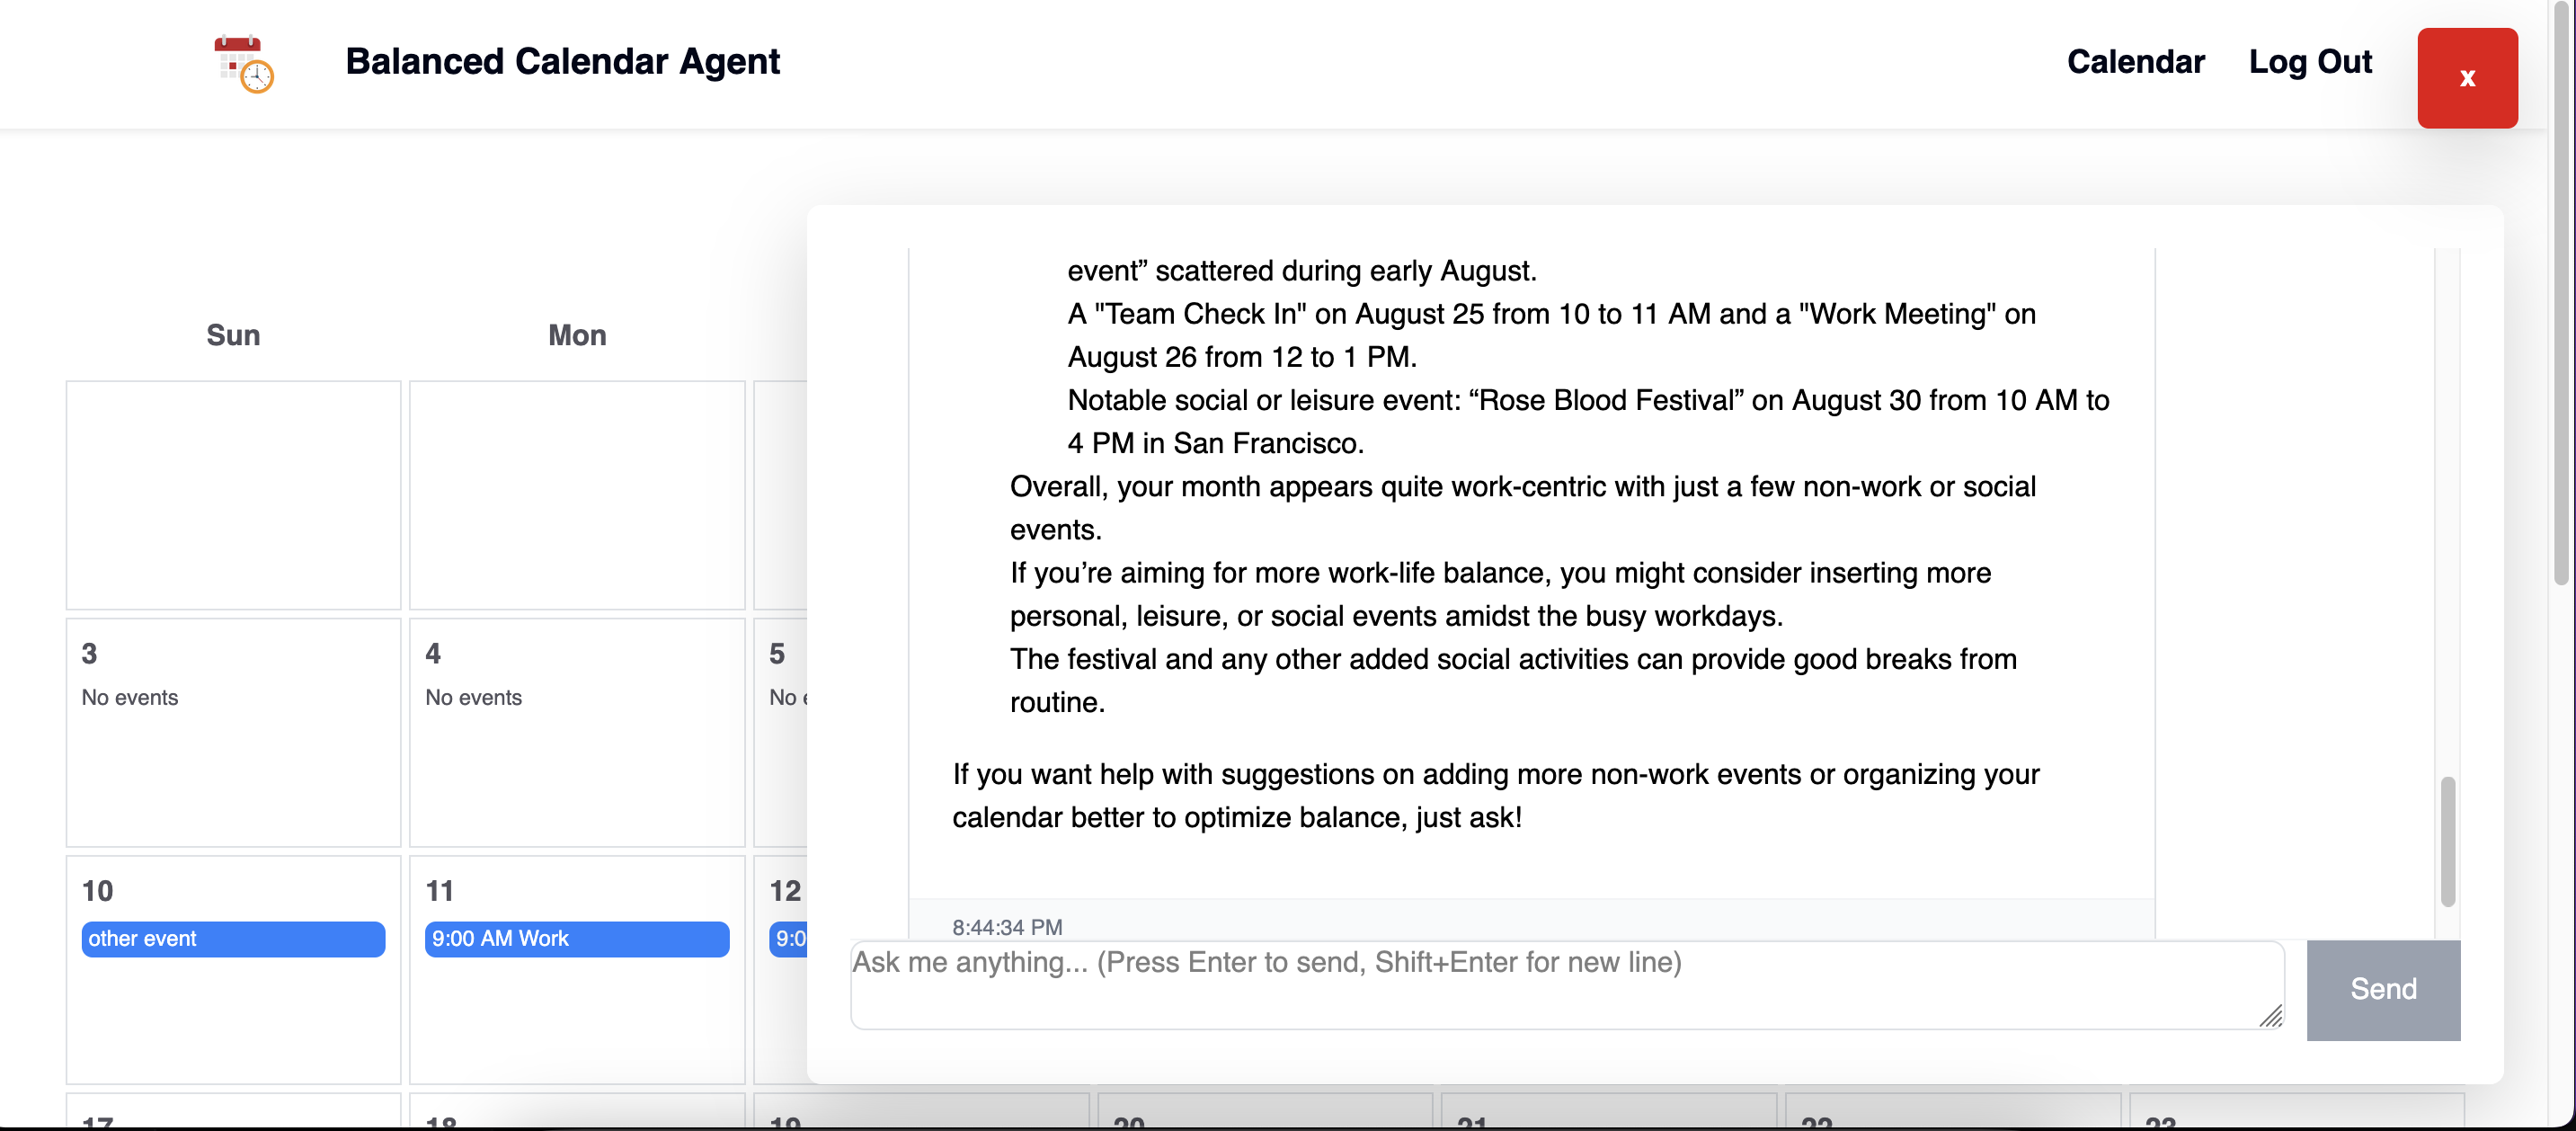 Balanced Calendar Agent
Calendar
Log Out
x
Sun
Mon
3
No events
4
No events
5
No
10
other event
11
9:00 AM Work
12
9:0
event” scattered during early August.
A "Team Check In" on August 25 from 10 to 11 AM and a "Work Meeting" on
August 26 from 12 to 1 PM.
Notable social or leisure event: “Rose Blood Festival” on August 30 from 10 AM to
4 PM in San Francisco.
Overall, your month appears quite work-centric with just a few non-work or social
events.
If you’re aiming for more work-life balance, you might consider inserting more
personal, leisure, or social events amidst the busy workdays.
The festival and any other added social activities can provide good breaks from
routine.
If you want help with suggestions on adding more non-work events or organizing your
calendar better to optimize balance, just ask!
8:44:34 PM
Ask me anything... (Press Enter to send, Shift+Enter for new line)
Send
17
18
19
20
21
22
23